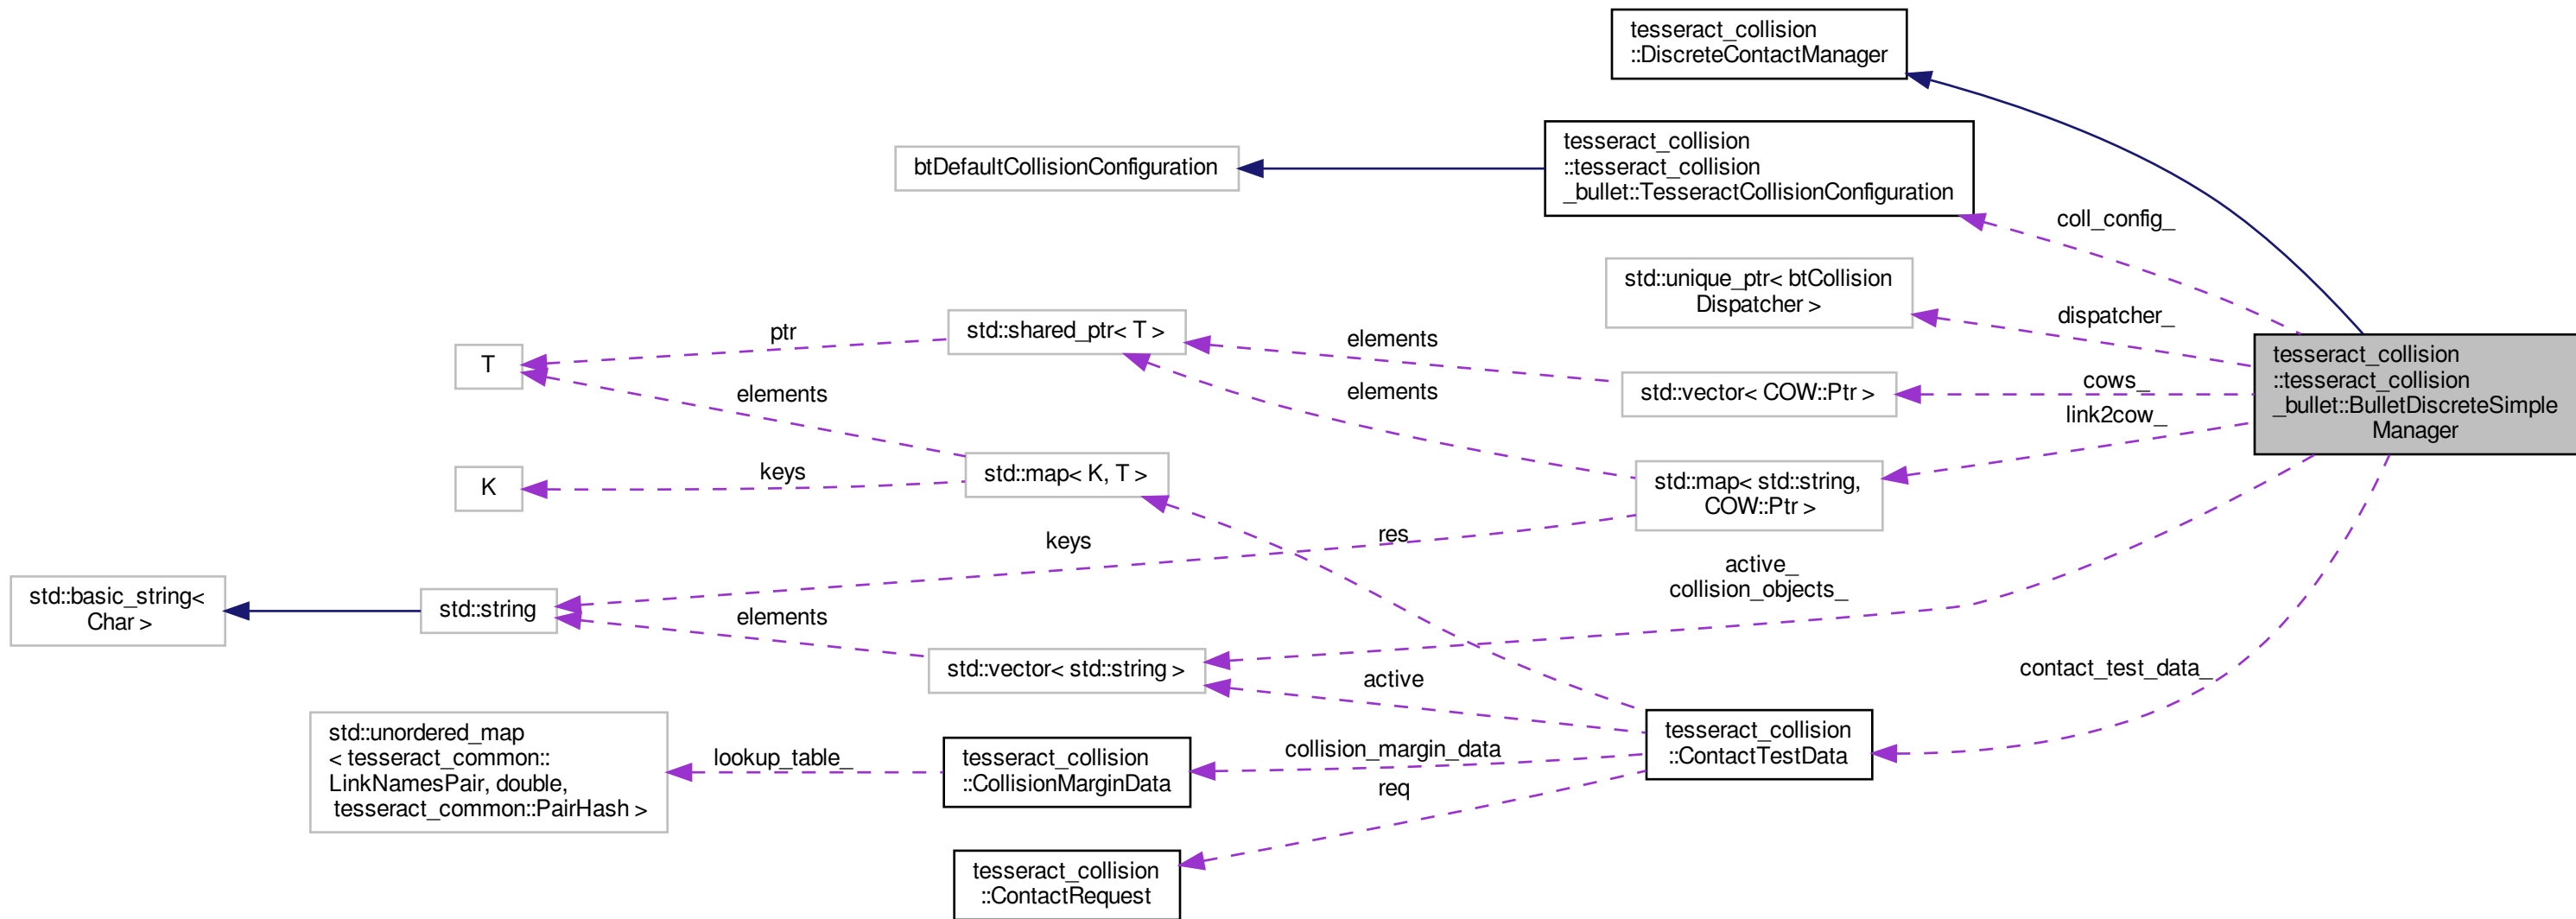 tesseract_collision
::DiscreteContactManager
btDefaultCollisionConfiguration
tesseract_collision
::tesseract_collision
_bullet::TesseractCollisionConfiguration
coll_config_
std::unique_ptr< btCollision
Dispatcher >
dispatcher_
T
ptr
std::shared_ptr< T >
elements
std::vector< COW::Ptr >
cows_
tesseract_collision
::tesseract_collision
_bullet::BulletDiscreteSimple
Manager
elements
elements
link2cow_
K
keys
std::map< K, T >
std::map< std::string,
COW::Ptr >
keys
res
active_
collision_objects_
std::basic_string<
Char >
std::string
elements
std::vector< std::string >
active
contact_test_data_
std::unordered_map
< tesseract_common::
LinkNamesPair, double,
tesseract_common::PairHash >
lookup_table_
tesseract_collision
::CollisionMarginData
collision_margin_data
req
tesseract_collision
::ContactTestData
tesseract_collision
::ContactRequest